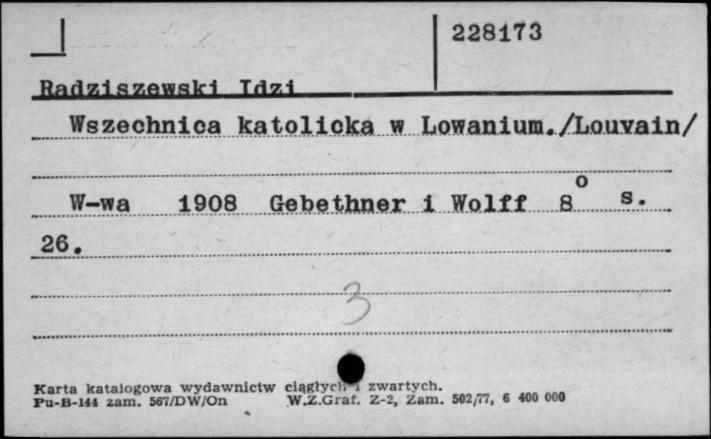 228173
Radziszewski Idzi
Wszechnica katolicka w Lowanium./Louvain/
W-wa 1908 Gebethner i Wolff 8o s.
26.
3
Karta katalogowa wydawnictw ciągłych i zwartych.
Pu-B-144 zam. 567/DW/On W.Z.Graf. Z-2, Zam. 502/77, 6 400 000